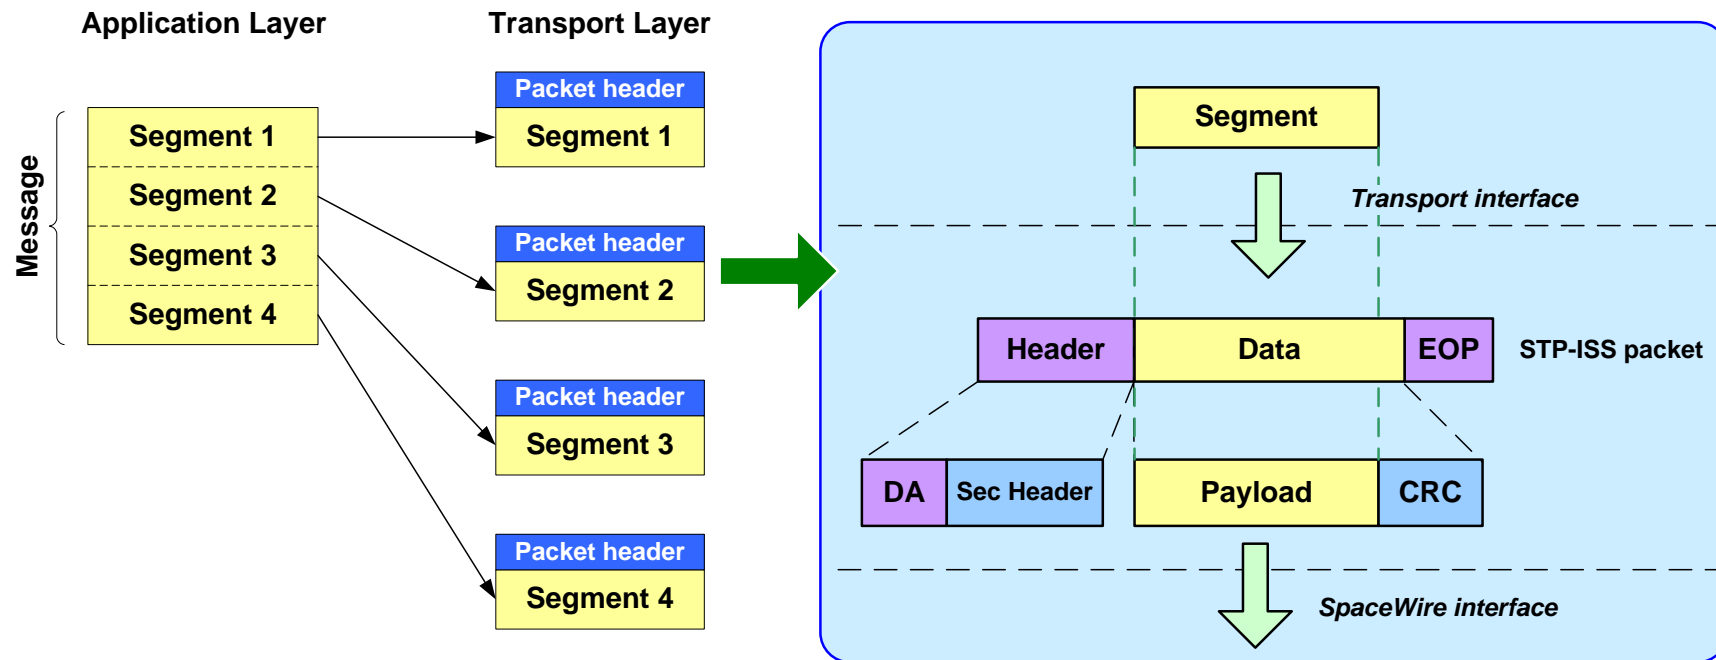 Application Layer
Transport Layer
Message
Segment 1
Segment 2
Segment 3
Segment 4
Packet header
Segment 1
Packet header
Segment 2
Packet header
Segment 3
Packet header
Segment 4
Segment
Transport interface
Header
Data
EOP
STP-ISS packet
DA
Sec Header
Payload
CRC
SpaceWire interface